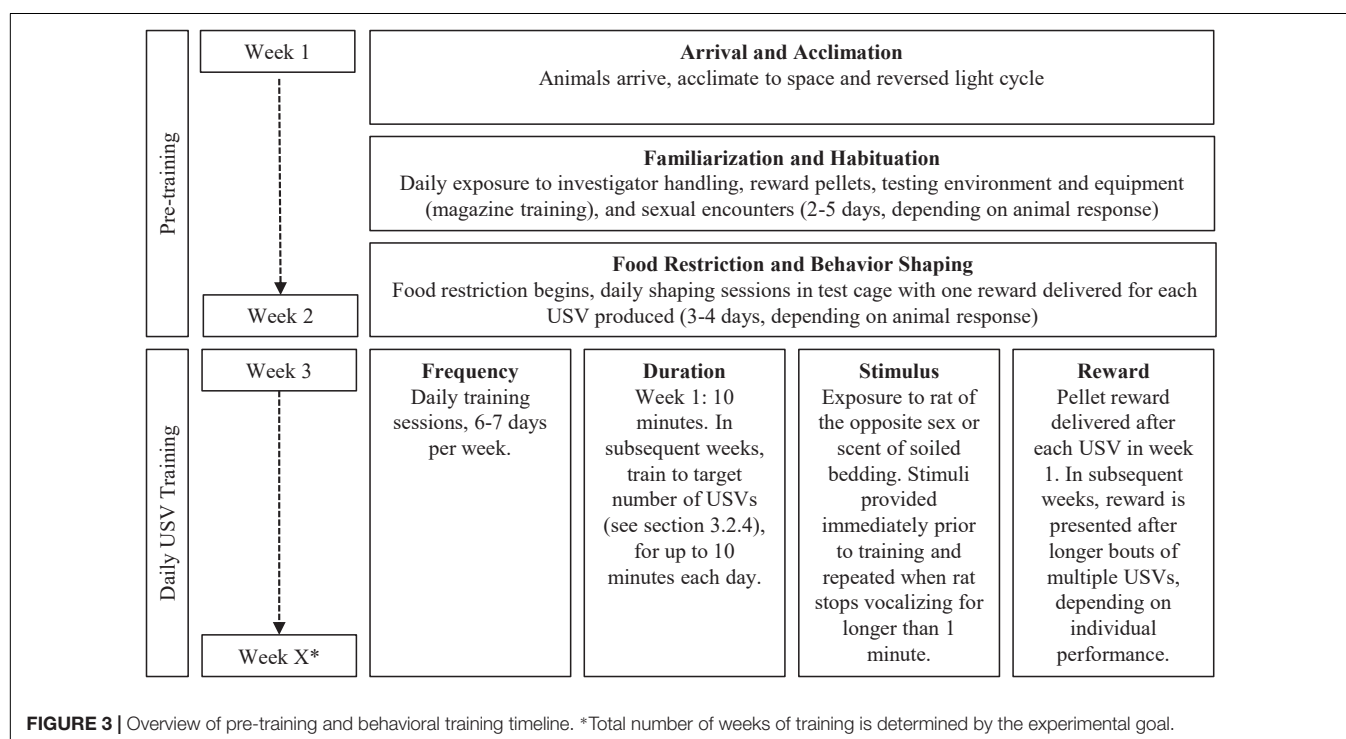 Pre-training
Week 1
Arrival and Acclimation
Animals arrive, acclimate to space and reversed light cycle
Familiarization and Habituation
Daily exposure to investigator handling, reward pellets, testing environment and equipment
(magazine training), and sexual encounters (2-5 days, depending on animal response)
Food Restriction and Behavior Shaping
Food restriction begins, daily shaping sessions in test cage with one reward delivered for each
USV produced (3-4 days, depending on animal response)
Week 2
Daily USV Training
Week 3
Frequency
Daily training
sessions, 6-7 days
per week.
Duration
Week 1: 10
minutes. In
subsequent weeks,
train to target
number of USVs
(see section 3.2.4),
for up to 10
minutes each day.
Stimulus
Exposure to rat of
the opposite sex or
scent of soiled
bedding. Stimuli
provided
immediately prior
to training and
repeated when rat
stops vocalizing for
longer than 1
minute.
Reward
Pellet reward
delivered after
each USV in week
1. In subsequent
weeks, reward is
presented after
longer bouts of
multiple USVs,
depending on
individual
performance.
Week X*
FIGURE 3 | Overview of pre-training and behavioral training timeline. *Total number of weeks of training is determined by the experimental goal.